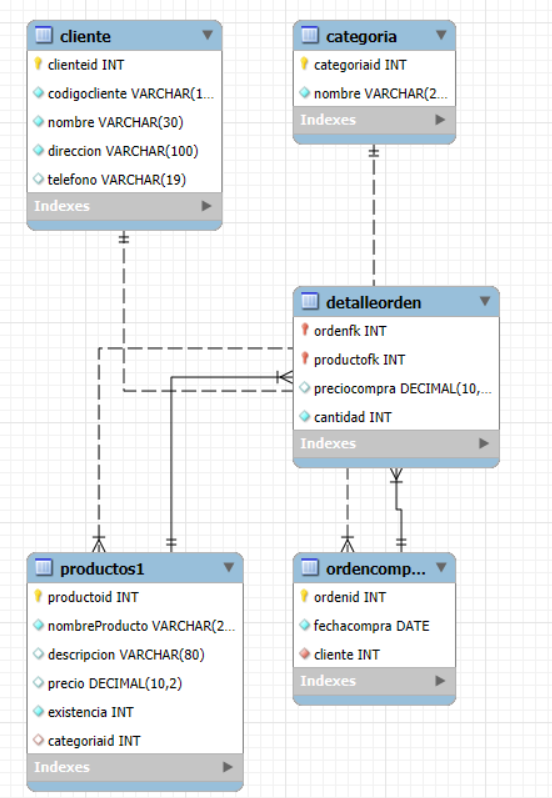 cliente
clienteid INT
codigocliente VARCHAR(1...
nombre VARCHAR(30)
direccion VARCHAR(100)
telefono VARCHAR(19)
Indexes
categoria
categoriaid INT
nombre VARCHAR(2...
Indexes
detalleorden
ordenfk INT
productofk INT
preciocompra DECIMAL(10,...
cantidad INT
Indexes
productos1
productoid INT
nombreProducto VARCHAR(2...
descripcion VARCHAR(80)
precio DECIMAL(10,2)
existencia INT
categoriaid INT
Indexes
ordencomp...
ordenid INT
fechacompra DATE
cliente INT
Indexes